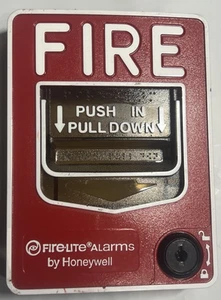 FIRE
PUSH IN
PULL DOWN
FIRE•LITE® ALARMS
by Honeywell